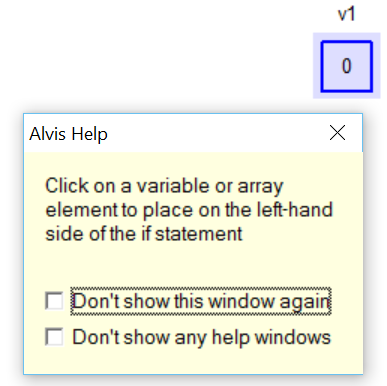 v1
0
Alvis Help
Click on a variable or array
element to place on the left-hand
side of the if statement
Don't show this window again
Don't show any help windows